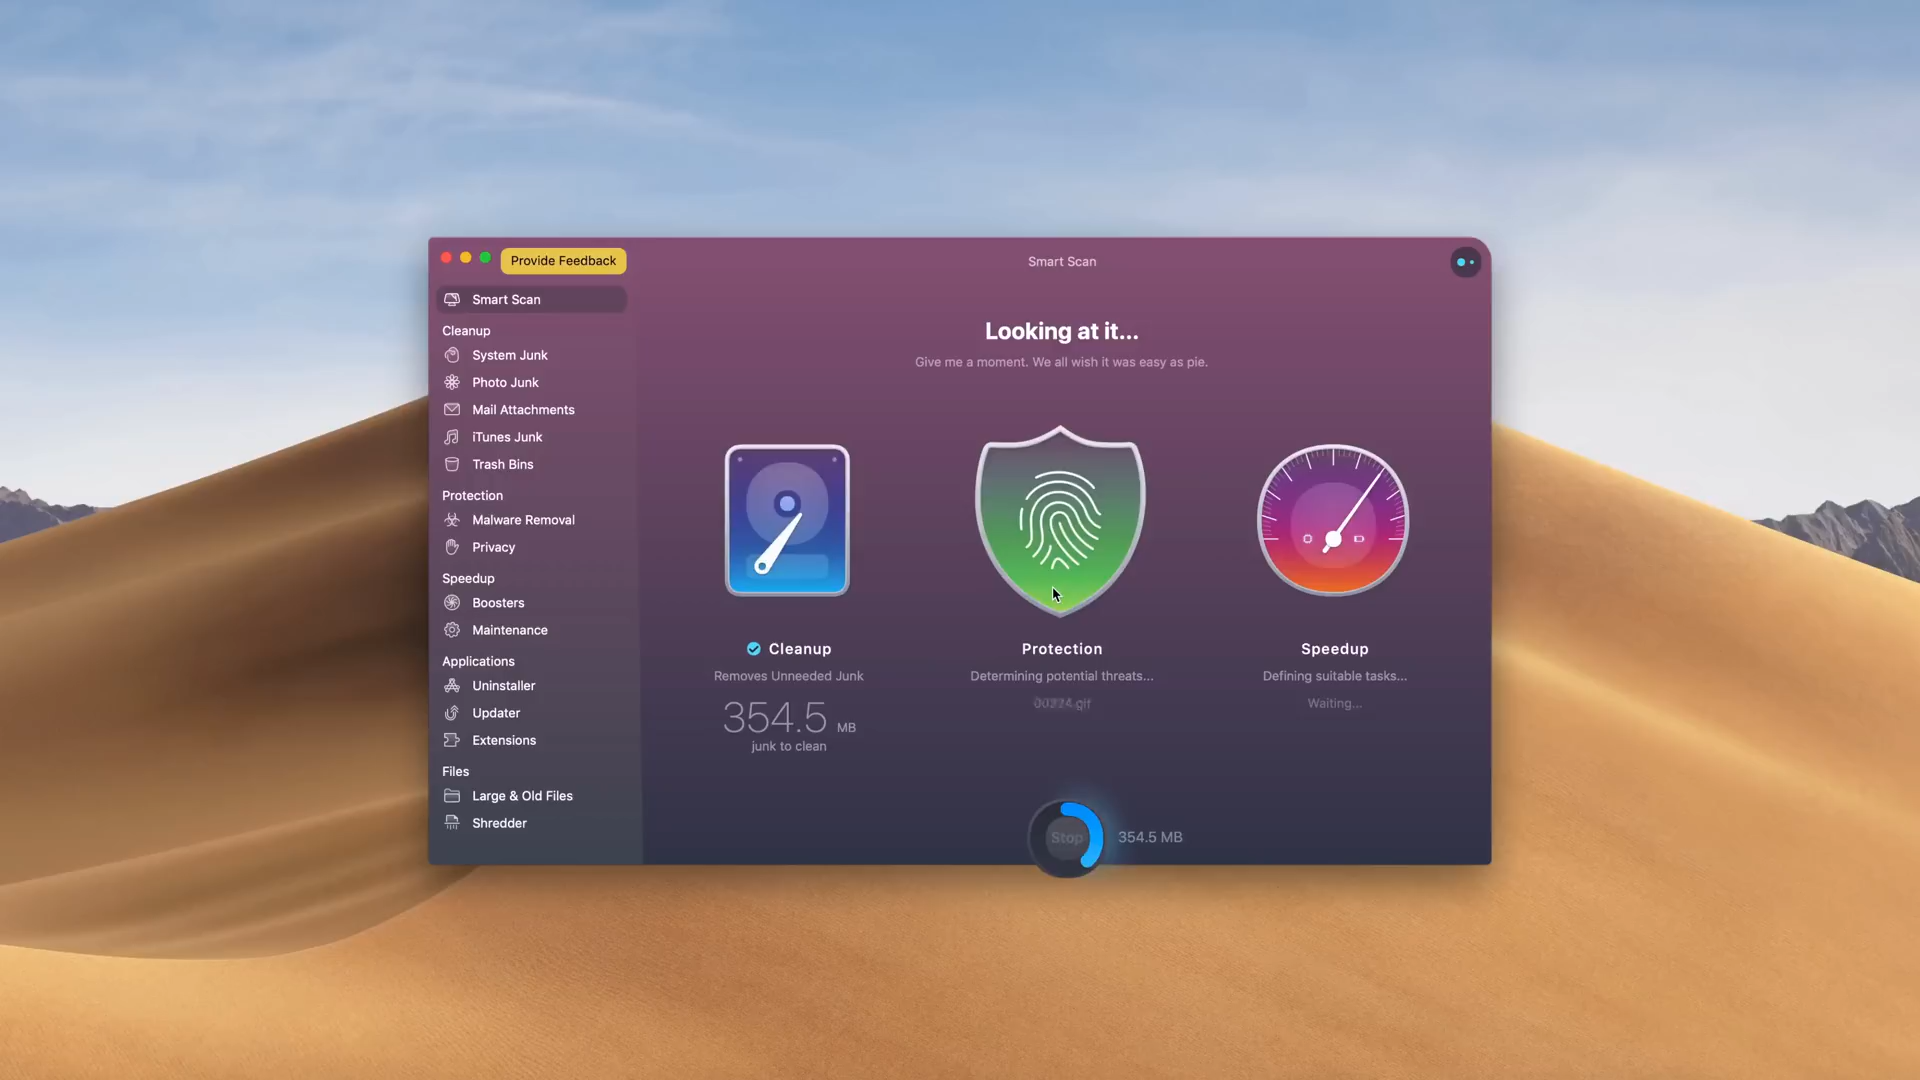 Provide Feedback
Smart Scan
Smart Scan
Cleanup
System Junk
Photo Junk
Mail Attachments
iTunes Junk
Trash Bins
Protection
Malware Removal
Privacy
Speedup
Boosters
Maintenance
Applications
Uninstaller
Updater
Extensions
Files
Large & Old Files
Shredder
Looking at it...
Give me a moment. We all wish it was easy as pie.
Cleanup
Removes Unneeded Junk
354.5 MB
junk to clean
Protection
Determining potential threats...
Speedup
Defining suitable tasks...
Waiting...
Stop
354.5 MB